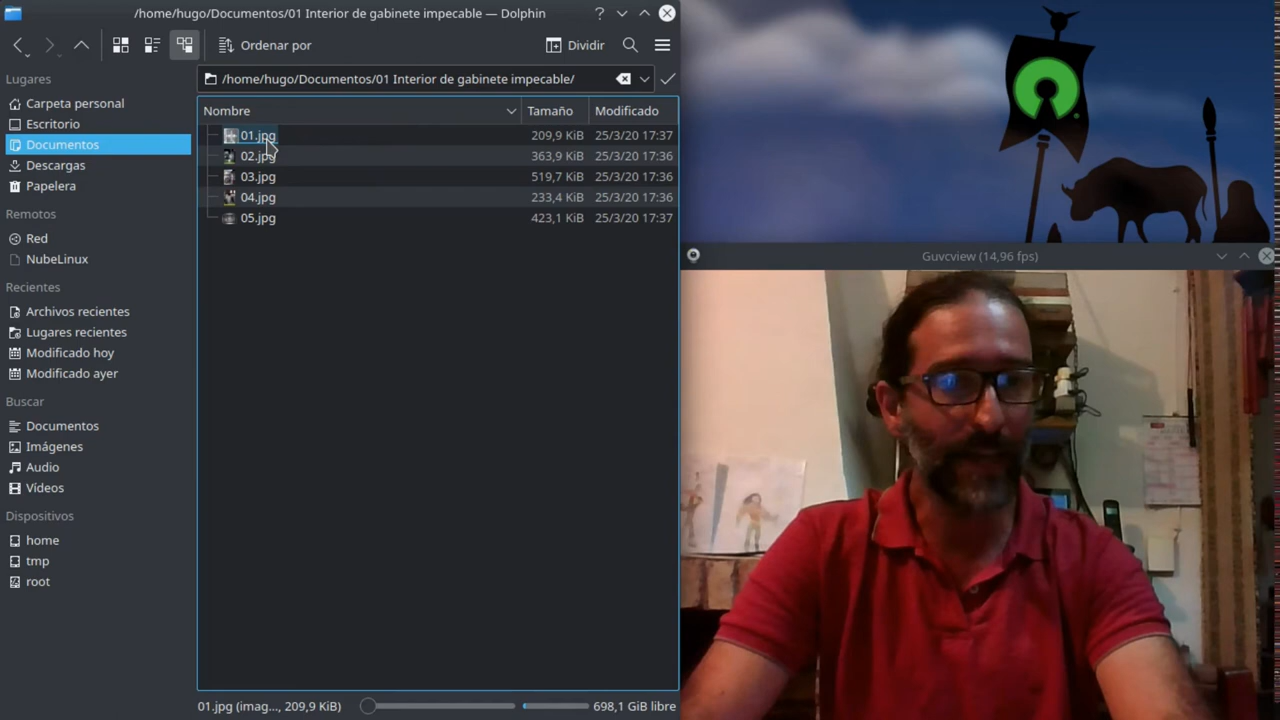 /home/hugo/Documentos/01 Interior de gabinete impecable — Dolphin
Ordenar por
Dividir
/home/hugo/Documentos/01 Interior de gabinete impecable/
Lugares
Carpeta personal
Escritorio
Documentos
Descargas
Papelera
Remotos
Red
NubeLinux
Recientes
Archivos recientes
Lugares recientes
Modificado hoy
Modificado ayer
Buscar
Documentos
Imágenes
Audio
Vídeos
Dispositivos
home
tmp
root
Nombre Tamaño Modificado
01.jpg 209,9 KiB 25/3/20 17:37
02.jpg 363,9 KiB 25/3/20 17:36
03.jpg 519,7 KiB 25/3/20 17:36
04.jpg 233,4 KiB 25/3/20 17:36
05.jpg 423,1 KiB 25/3/20 17:37
01.jpg (imag..., 209,9 KiB)
698,1 GiB libre
Guvcview (14,96 fps)